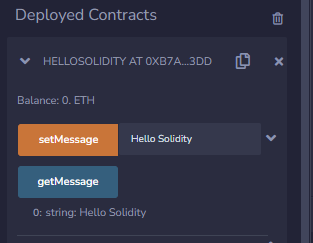 Deployed Contracts
HELLOSOLIDITY AT 0XB7A...3DD
Balance: 0. ETH
setMessage Hello Solidity
getMessage
0: string: Hello Solidity